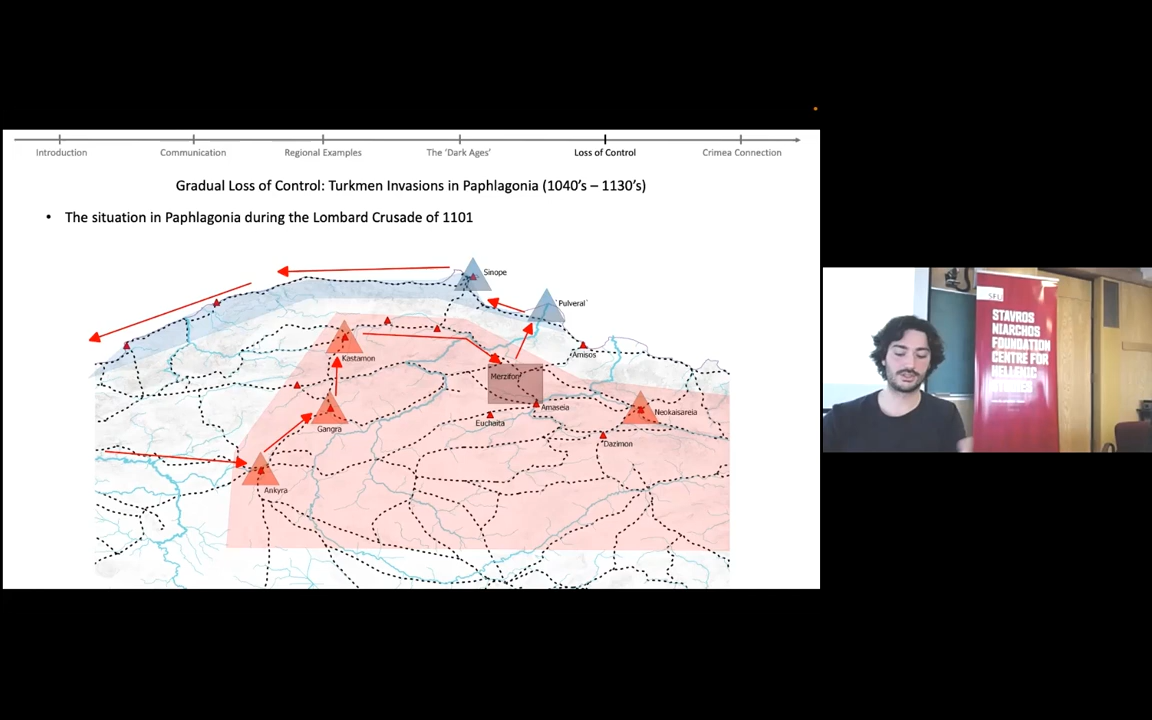 Introduction
Communication
Regional Examples
The 'Dark Ages'
Loss of Control
Crimea Connection
Gradual Loss of Control: Turkmen Invasions in Paphlagonia (1040's – 1130's)
• The situation in Paphlagonia during the Lombard Crusade of 1101
Sinope
'Pulveral'
Amisos
Kastamon
Merzifon
Amaseia
Neokaisareia
Euchaita
Gangra
Dazimon
Ankyra
SFU
STAVROS
NIARCHOS
FOUNDATION
CENTRE FOR
HELLENIC
STUDIES